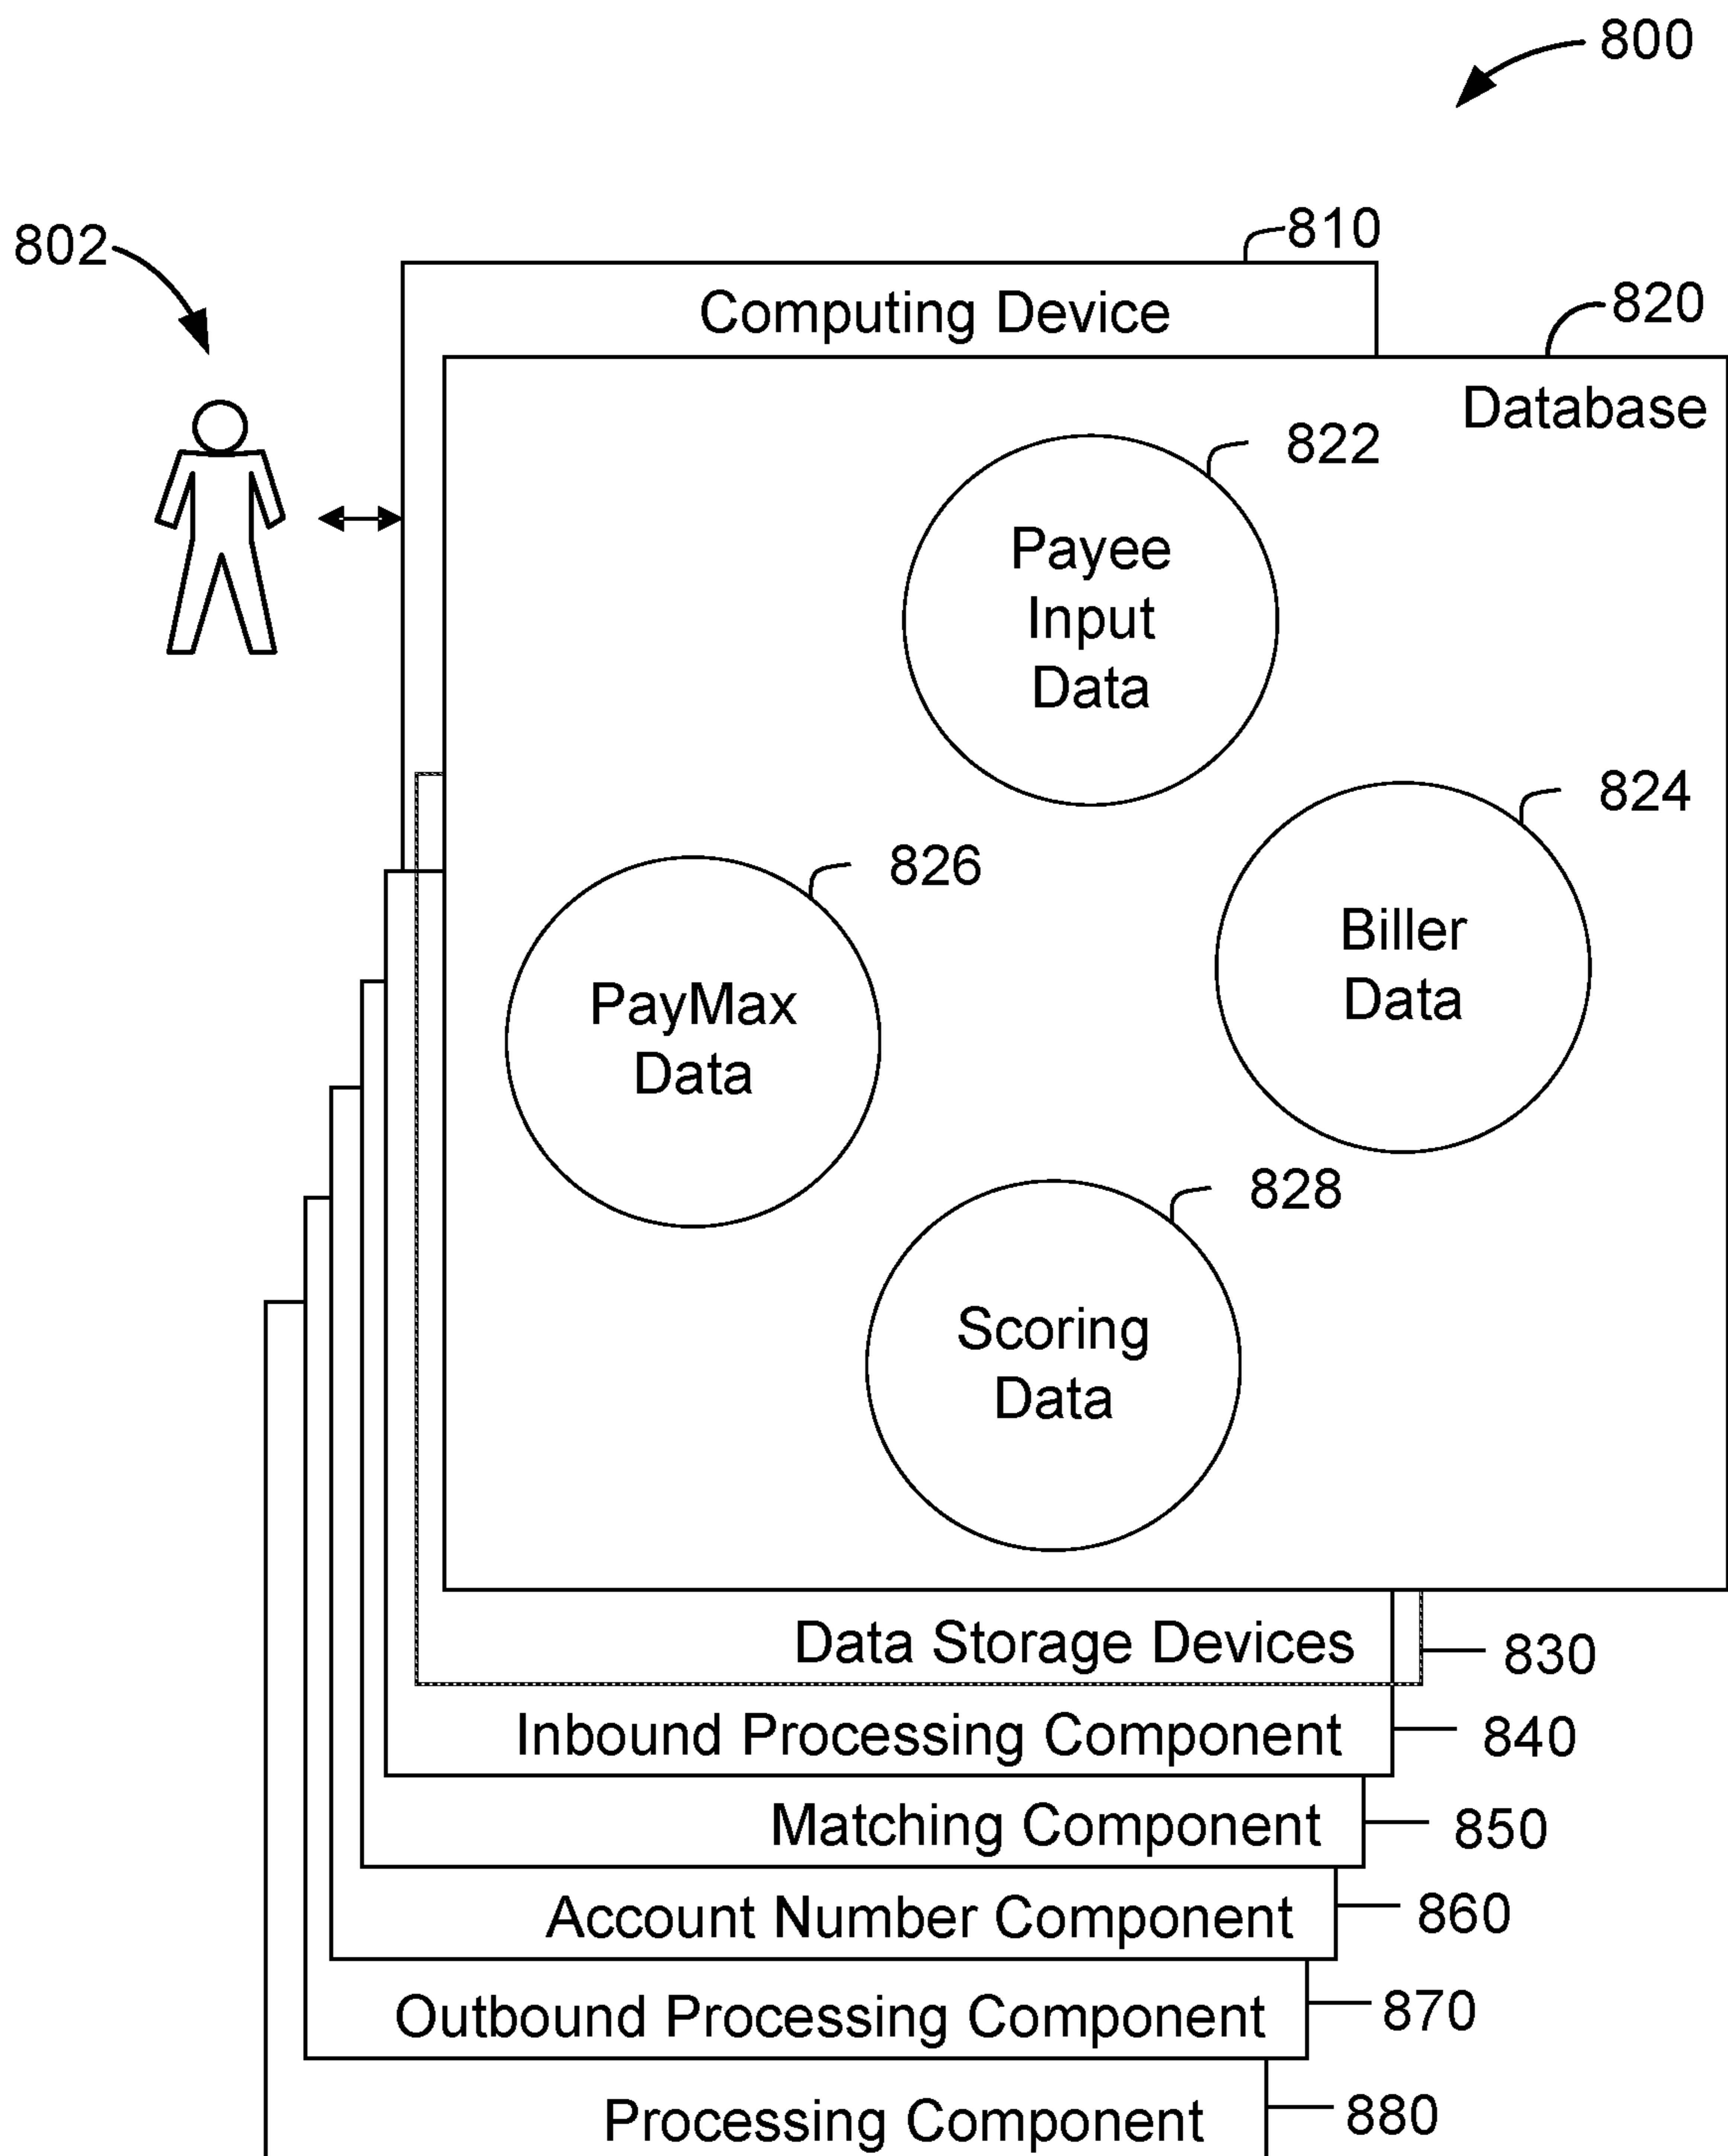 800
802
810
Computing Device
820
Database
822
Payee
Input
Data
824
826
Biller
Data
PayMax
Data
828
Scoring
Data
Data Storage Devices
830
Inbound Processing Component
840
Matching Component
850
Account Number Component
860
Outbound Processing Component
870
Processing Component
880